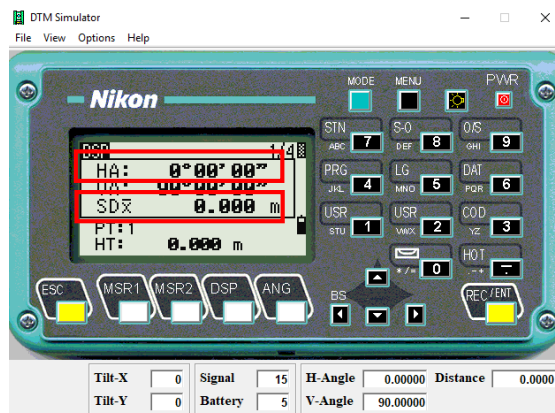 DTM Simulator
File View Options Help
MODE MENU PWR
Nikon
STN ABC 7 S-O DEF 8 O/S GHI 9
DSP 1/4
HA: 0°00'00"
PRG JKL 4 LG MNO 5 DAT PQR 6
SDx̅ 0.000 m
USR STU 1 USR VWX 2 COD YZ 3
PT:1
HT: 0.000 m
*/= 0 HOT .-+
ESC MSR1 MSR2 DSP ANG BS REC/ENT
Tilt-X 0 Signal 15 H-Angle 0.00000 Distance 0.0000
Tilt-Y 0 Battery 5 V-Angle 90.00000